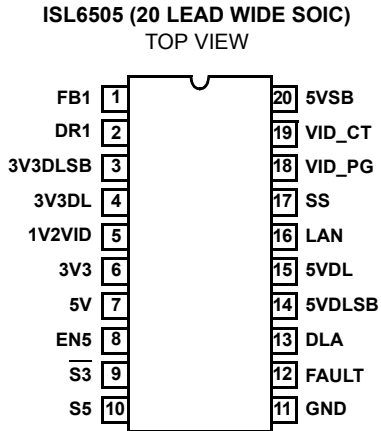 ISL6505 (20 LEAD WIDE SOIC)
TOP VIEW
FB1 1 20 5VSB
DR1 2 19 VID_CT
3V3DLSB 3 18 VID_PG
3V3DL 4 17 SS
1V2VID 5 16 LAN
3V3 6 15 5VDL
5V 7 14 5VDLSB
EN5 8 13 DLA
S3 9 12 FAULT
S5 10 11 GND